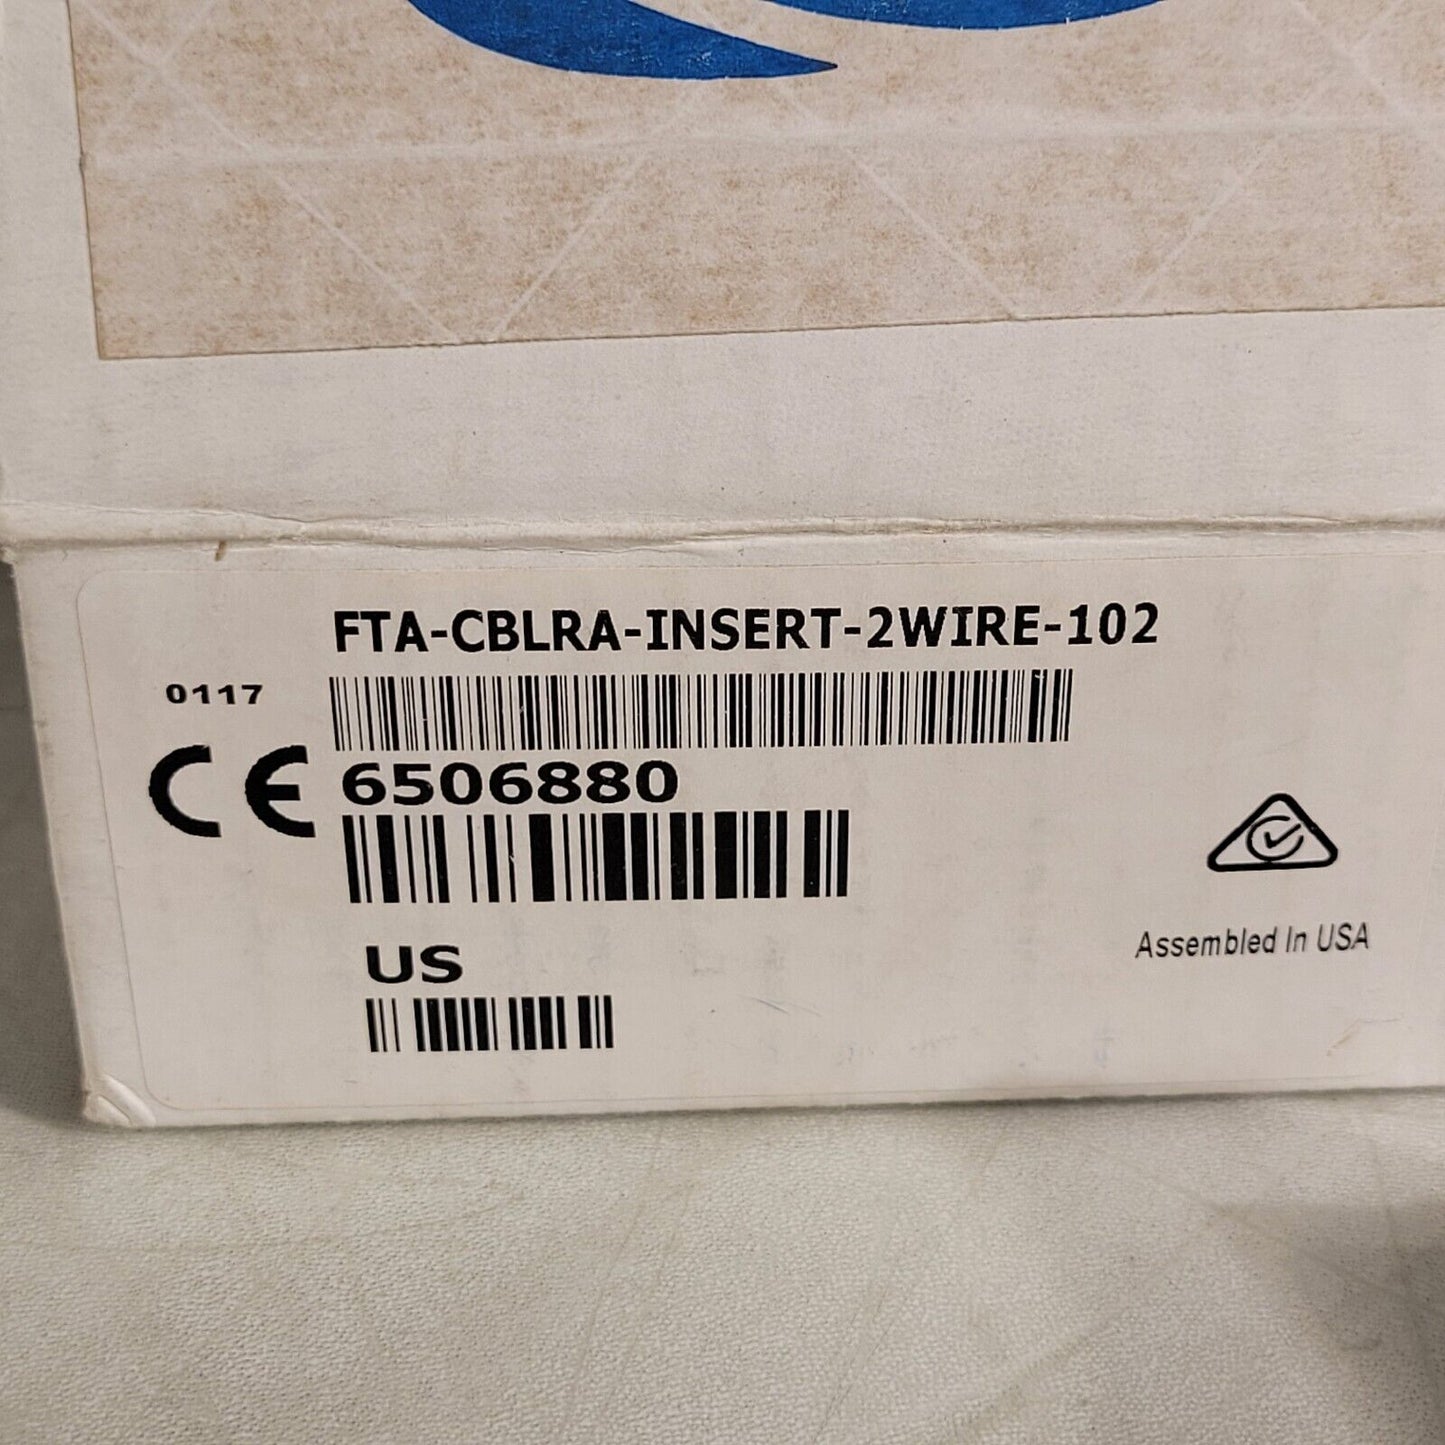 FTA-CBLRA-INSERT-2WIRE-102
0117
CE 6506880
US
Assembled In USA